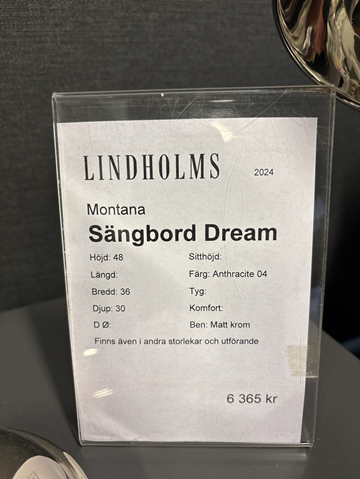 LINDHOLMS 2024
Montana
Sängbord Dream
Höjd: 48 Sitthöjd:
Längd: Färg: Anthracite 04
Bredd: 36 Tyg:
Djup: 30 Komfort:
D Ø: Ben: Matt krom
Finns även i andra storlekar och utförande
6 365 kr